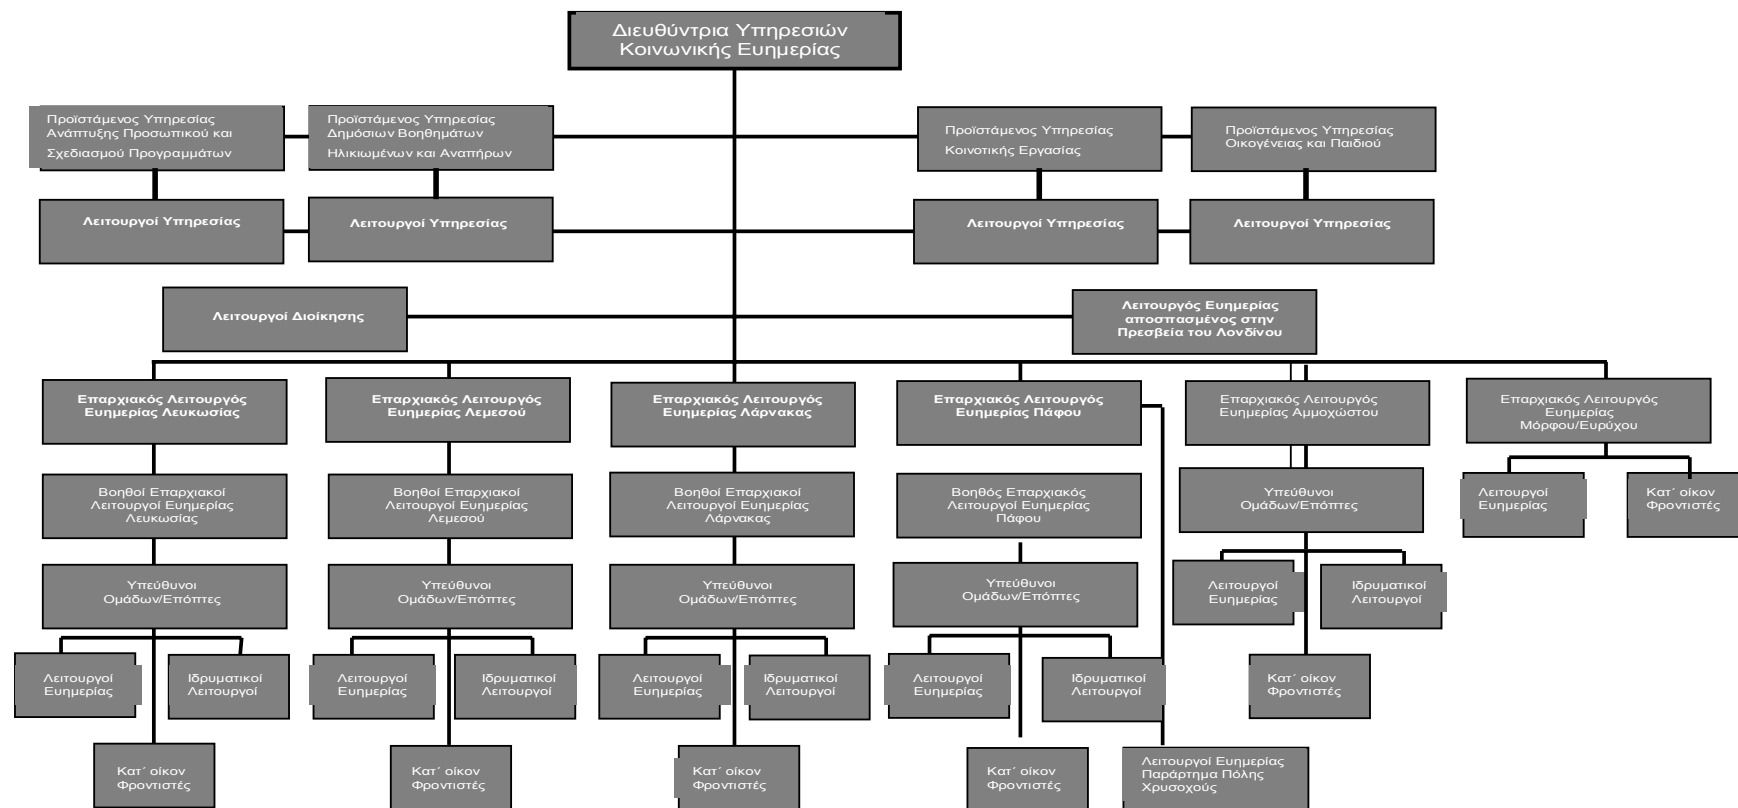 Διευθύντρια Υπηρεσιών
Κοινωνικής Ευημερίας
Προϊστάμενος Υπηρεσίας
Ανάπτυξης Προσωπικού και
Σχεδιασμού Προγραμμάτων
Προϊστάμενος Υπηρεσίας
Δημόσιων Βοηθημάτων
Ηλικιωμένων και Αναπήρων
Προϊστάμενος Υπηρεσίας
Κοινοτικής Εργασίας
Προϊστάμενος Υπηρεσίας
Οικογένειας και Παιδιού
Λειτουργοί Υπηρεσίας
Λειτουργοί Υπηρεσίας
Λειτουργοί Υπηρεσίας
Λειτουργοί Υπηρεσίας
Λειτουργοί Διοίκησης
Λειτουργός Ευημερίας
αποσπασμένος στην
Πρεσβεία του Λονδίνου
Επαρχιακός Λειτουργός
Ευημερίας Λευκωσίας
Επαρχιακός Λειτουργός
Ευημερίας Λεμεσού
Επαρχιακός Λειτουργός
Ευημερίας Λάρνακας
Επαρχιακός Λειτουργός
Ευημερίας Πάφου
Επαρχιακός Λειτουργός
Ευημερίας Αμμοχώστου
Επαρχιακός Λειτουργός
Ευημερίας
Μόρφου/Ευρύχου
Βοηθοί Επαρχιακοί
Λειτουργοί Ευημερίας
Λευκωσίας
Βοηθοί Επαρχιακοί
Λειτουργοί Ευημερίας
Λεμεσού
Βοηθοί Επαρχιακοί
Λειτουργοί Ευημερίας
Λάρνακας
Βοηθός Επαρχιακός
Λειτουργοί Ευημερίας
Πάφου
Υπεύθυνοι
Ομάδων/Επόπτες
Λειτουργοί
Ευημερίας
Κατ΄ οίκον
Φροντιστές
Υπεύθυνοι
Ομάδων/Επόπτες
Υπεύθυνοι
Ομάδων/Επόπτες
Υπεύθυνοι
Ομάδων/Επόπτες
Υπεύθυνοι
Ομάδων/Επόπτες
Λειτουργοί
Ευημερίας
Ιδρυματικοί
Λειτουργοί
Λειτουργοί
Ευημερίας
Ιδρυματικοί
Λειτουργοί
Λειτουργοί
Ευημερίας
Ιδρυματικοί
Λειτουργοί
Λειτουργοί
Ευημερίας
Ιδρυματικοί
Λειτουργοί
Λειτουργοί
Ευημερίας
Ιδρυματικοί
Λειτουργοί
Κατ΄ οίκον
Φροντιστές
Κατ΄ οίκον
Φροντιστές
Κατ΄ οίκον
Φροντιστές
Κατ΄ οίκον
Φροντιστές
Κατ΄ οίκον
Φροντιστές
Λειτουργοί Ευημερίας
Παράρτημα Πόλης
Χρυσοχούς